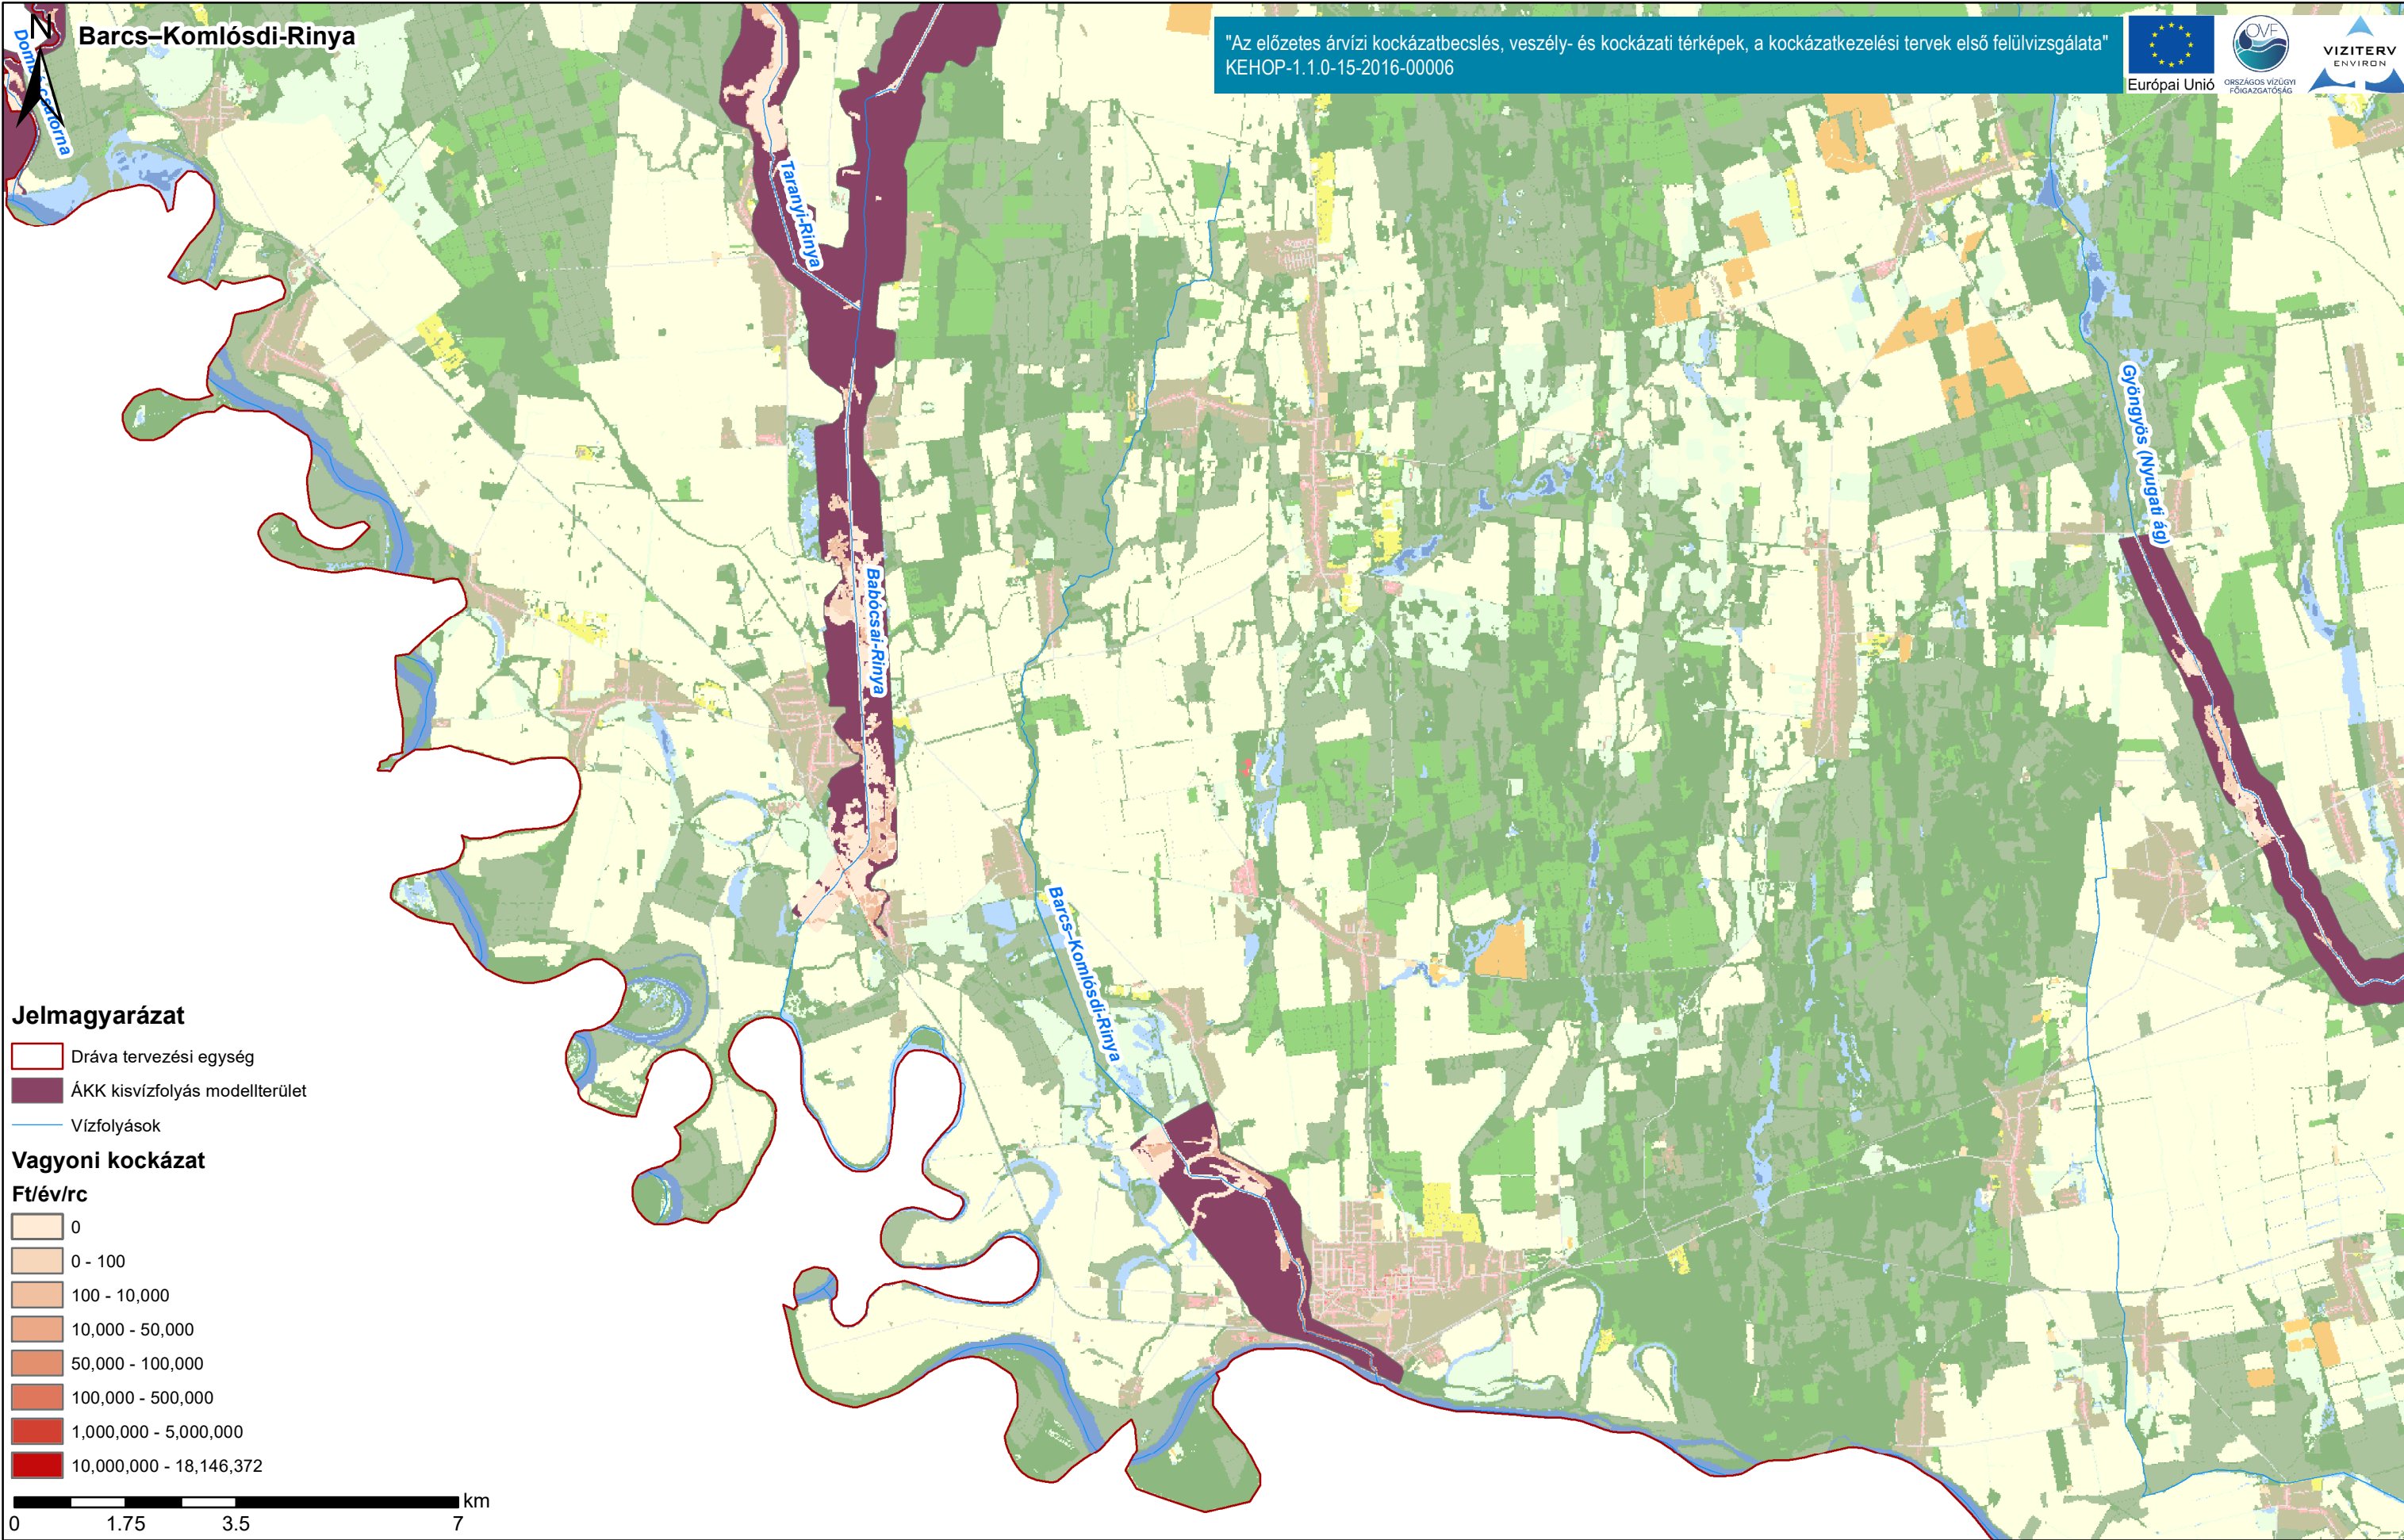 N
Barcs–Komlósdi-Rinya
"Az előzetes árvízi kockázatbecslés, veszély- és kockázati térképek, a kockázatkezelési tervek első felülvizsgálata"
KEHOP-1.1.0-15-2016-00006
Európai Unió
OVF
ORSZÁGOS VÍZÜGYI
FŐIGAZGATÓSÁG
VIZITERV
ENVIRON
Taranyi-Rinya
Gyöngyös (Nyugati ág)
Babócsai-Rinya
Barcs–Komlósdi-Rinya
Jelmagyarázat
Dráva tervezési egység
ÁKK kisvízfolyás modellterület
Vízfolyások
Vagyoni kockázat
Ft/év/rc
0
0 - 100
100 - 10,000
10,000 - 50,000
50,000 - 100,000
100,000 - 500,000
1,000,000 - 5,000,000
10,000,000 - 18,146,372
km
0 1.75 3.5 7